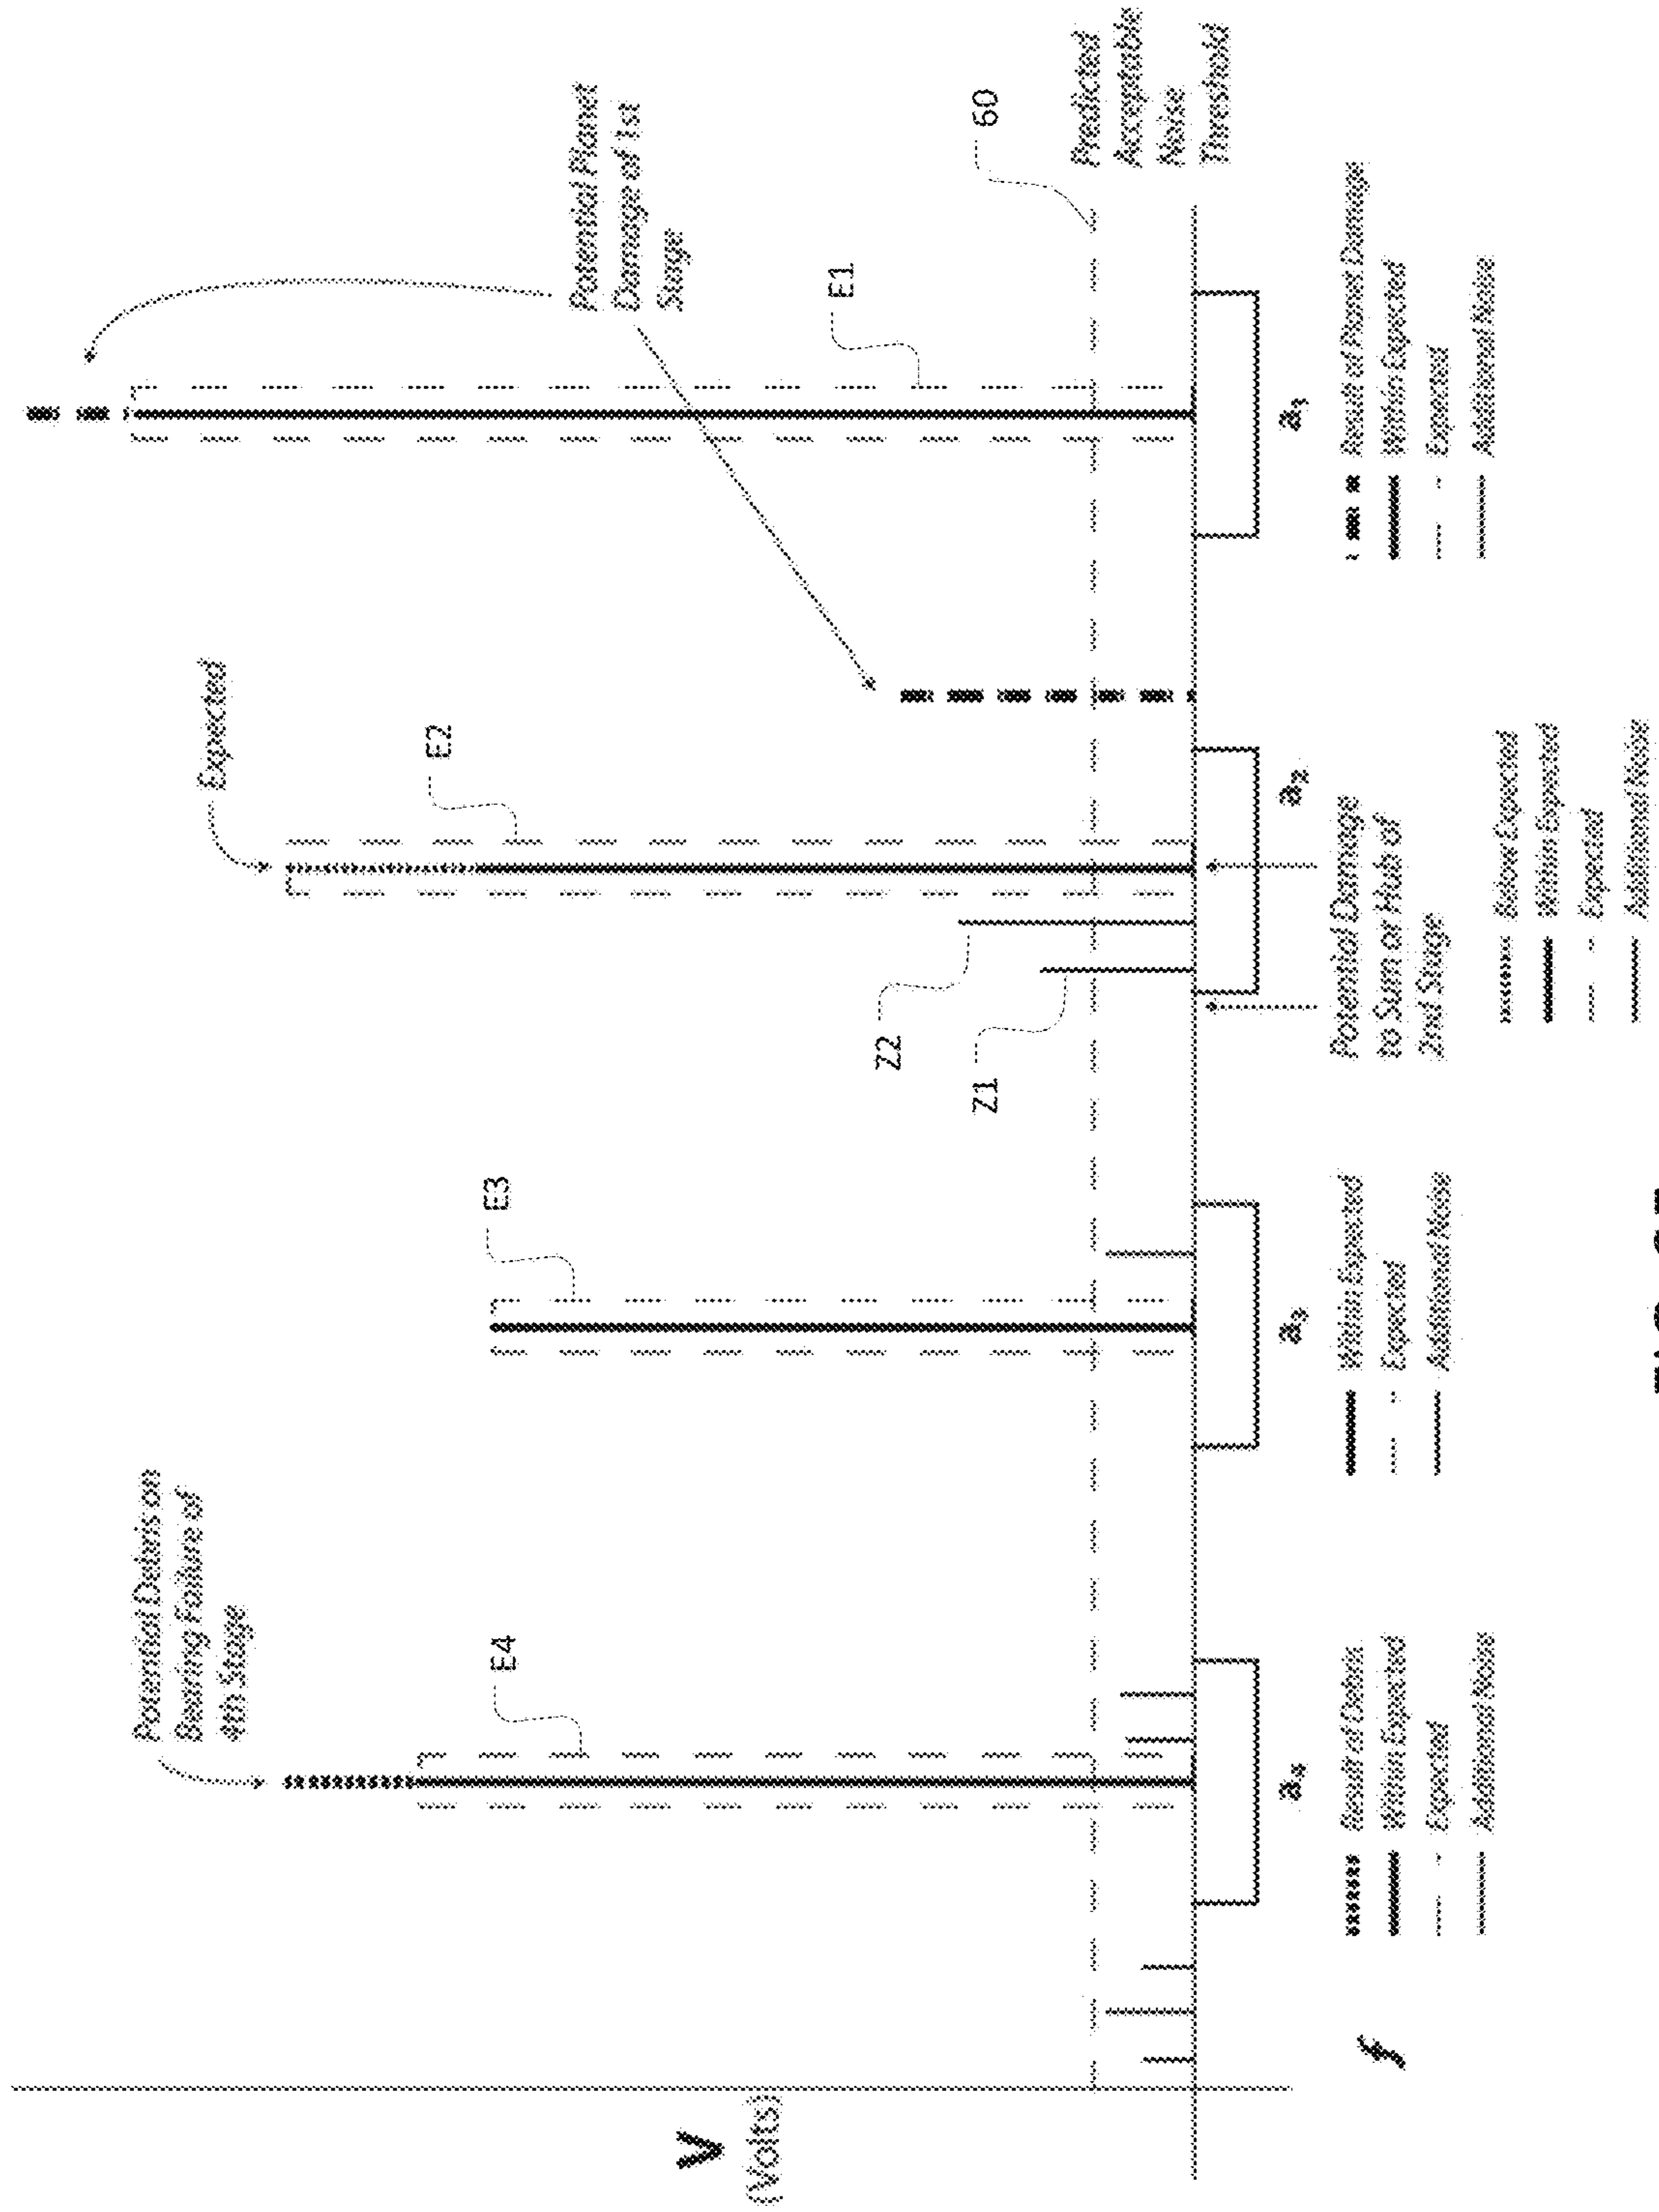 V
(Volts)
f
Potential Debris on
Bearing Failure of
4th Stage
E4
a4
Result of Debris
Within Expected
Expected
Additional Noise
E3
a3
Within Expected
Expected
Additional Noise
Expected
E2
Z2
Z1
a2
Potential Damage
to Sun or Hub of
2nd Stage
Below Expected
Within Expected
Expected
Additional Noise
Potential Planet
Damage of 1st
Stage
E1
60
Predicted
Acceptable
Noise
Threshold
a1
Result of Planet Damage
Within Expected
Expected
Additional Noise